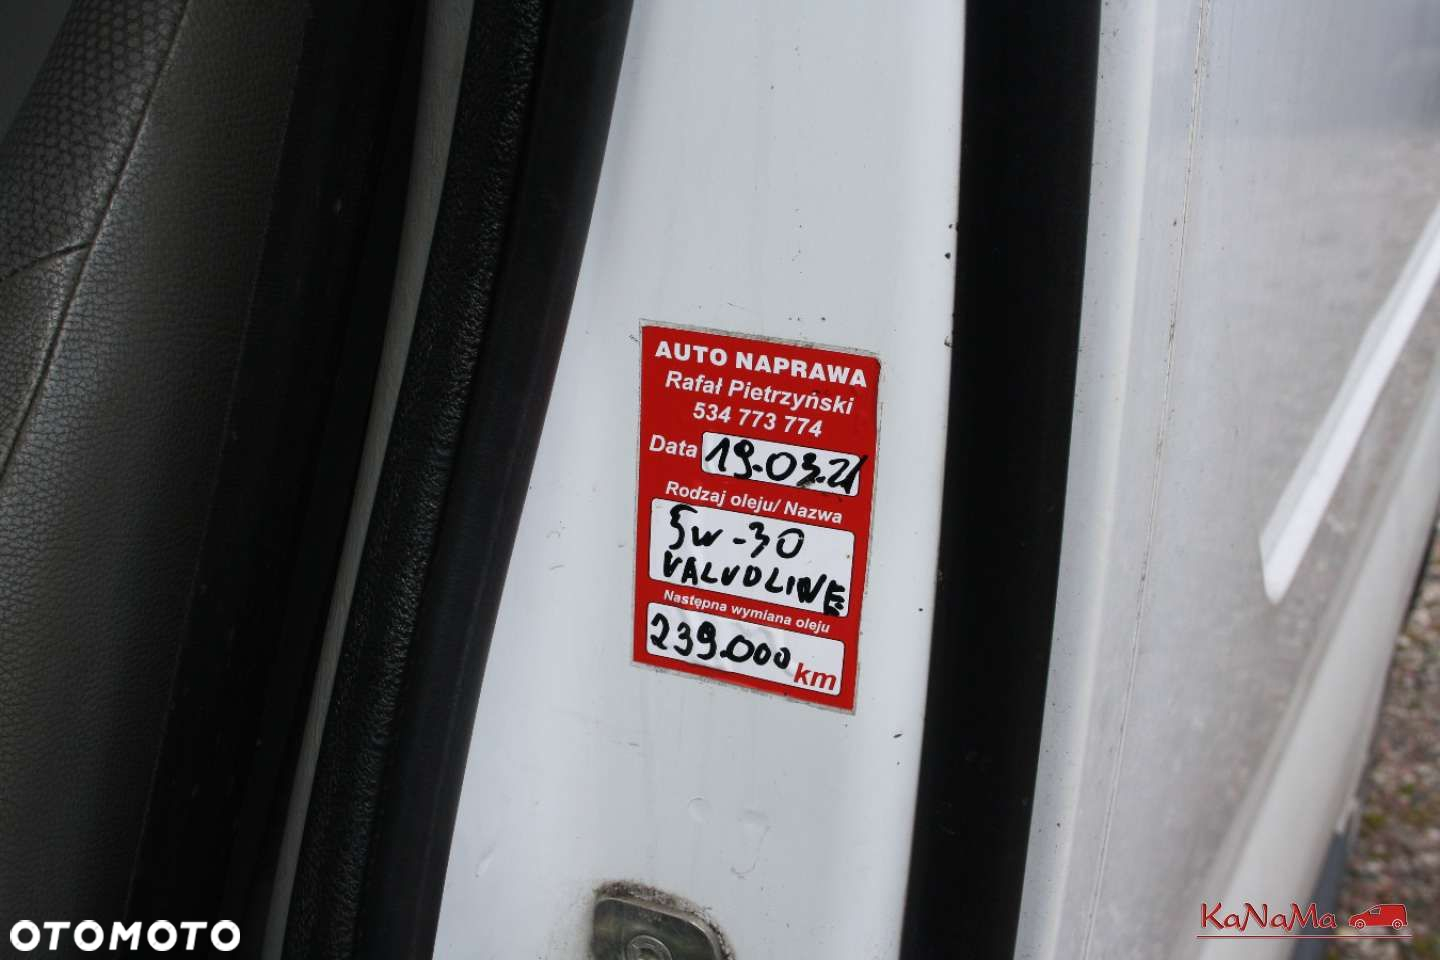 AUTO NAPRAWA
Rafał Pietrzyński
534 773 774
Data 19.03.21
Rodzaj oleju/ Nazwa
5W-30
VALVOLINE
Następna wymiana oleju
239.000 km
OTOMOTO
KaNaMa